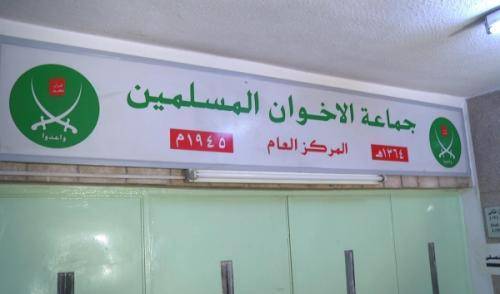 جماعة الاخوان المسلمين
١٣٦٤هـ المركز العام ١٩٤٥م
واعدوا